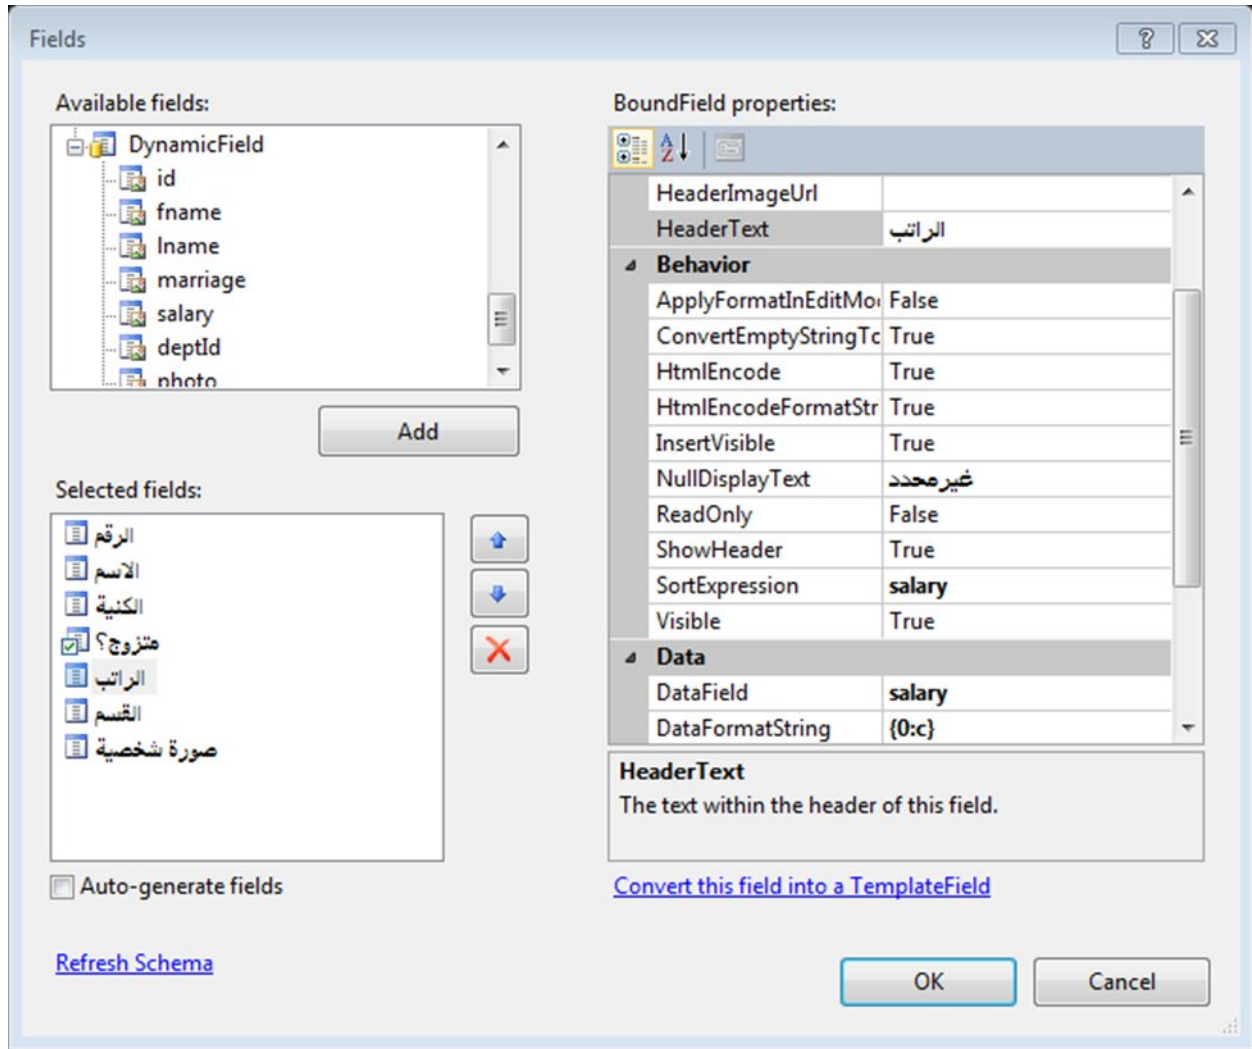 Fields
Available fields:
DynamicField
id
fname
lname
marriage
salary
deptId
photo
Add
Selected fields:
الرقم
الاسم
الكنية
متزوج؟
الراتب
القسم
صورة شخصية
Auto-generate fields
Refresh Schema
BoundField properties:
HeaderImageUrl
HeaderText الراتب
Behavior
ApplyFormatInEditMo False
ConvertEmptyStringTo True
HtmlEncode True
HtmlEncodeFormatStr True
InsertVisible True
NullDisplayText غير محدد
ReadOnly False
ShowHeader True
SortExpression salary
Visible True
Data
DataField salary
DataFormatString {0:c}
HeaderText
The text within the header of this field.
Convert this field into a TemplateField
OK
Cancel